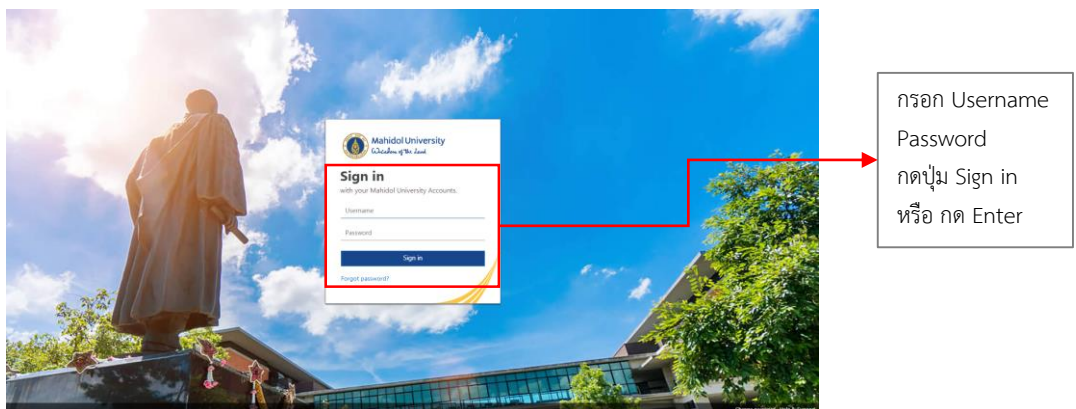 Mahidol University
Wisdom of the Land
Sign in
with your Mahidol University Accounts.
Username
Password
Sign in
Forgot password?
กรอก Username
Password
กดปุ่ม Sign in
หรือ กด Enter